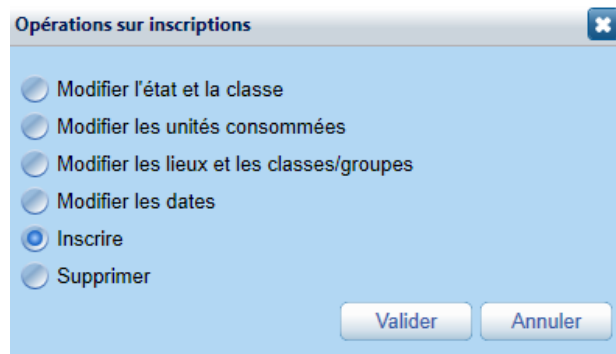 Opérations sur inscriptions
Modifier l'état et la classe
Modifier les unités consommées
Modifier les lieux et les classes/groupes
Modifier les dates
Inscrire
Supprimer
Valider Annuler